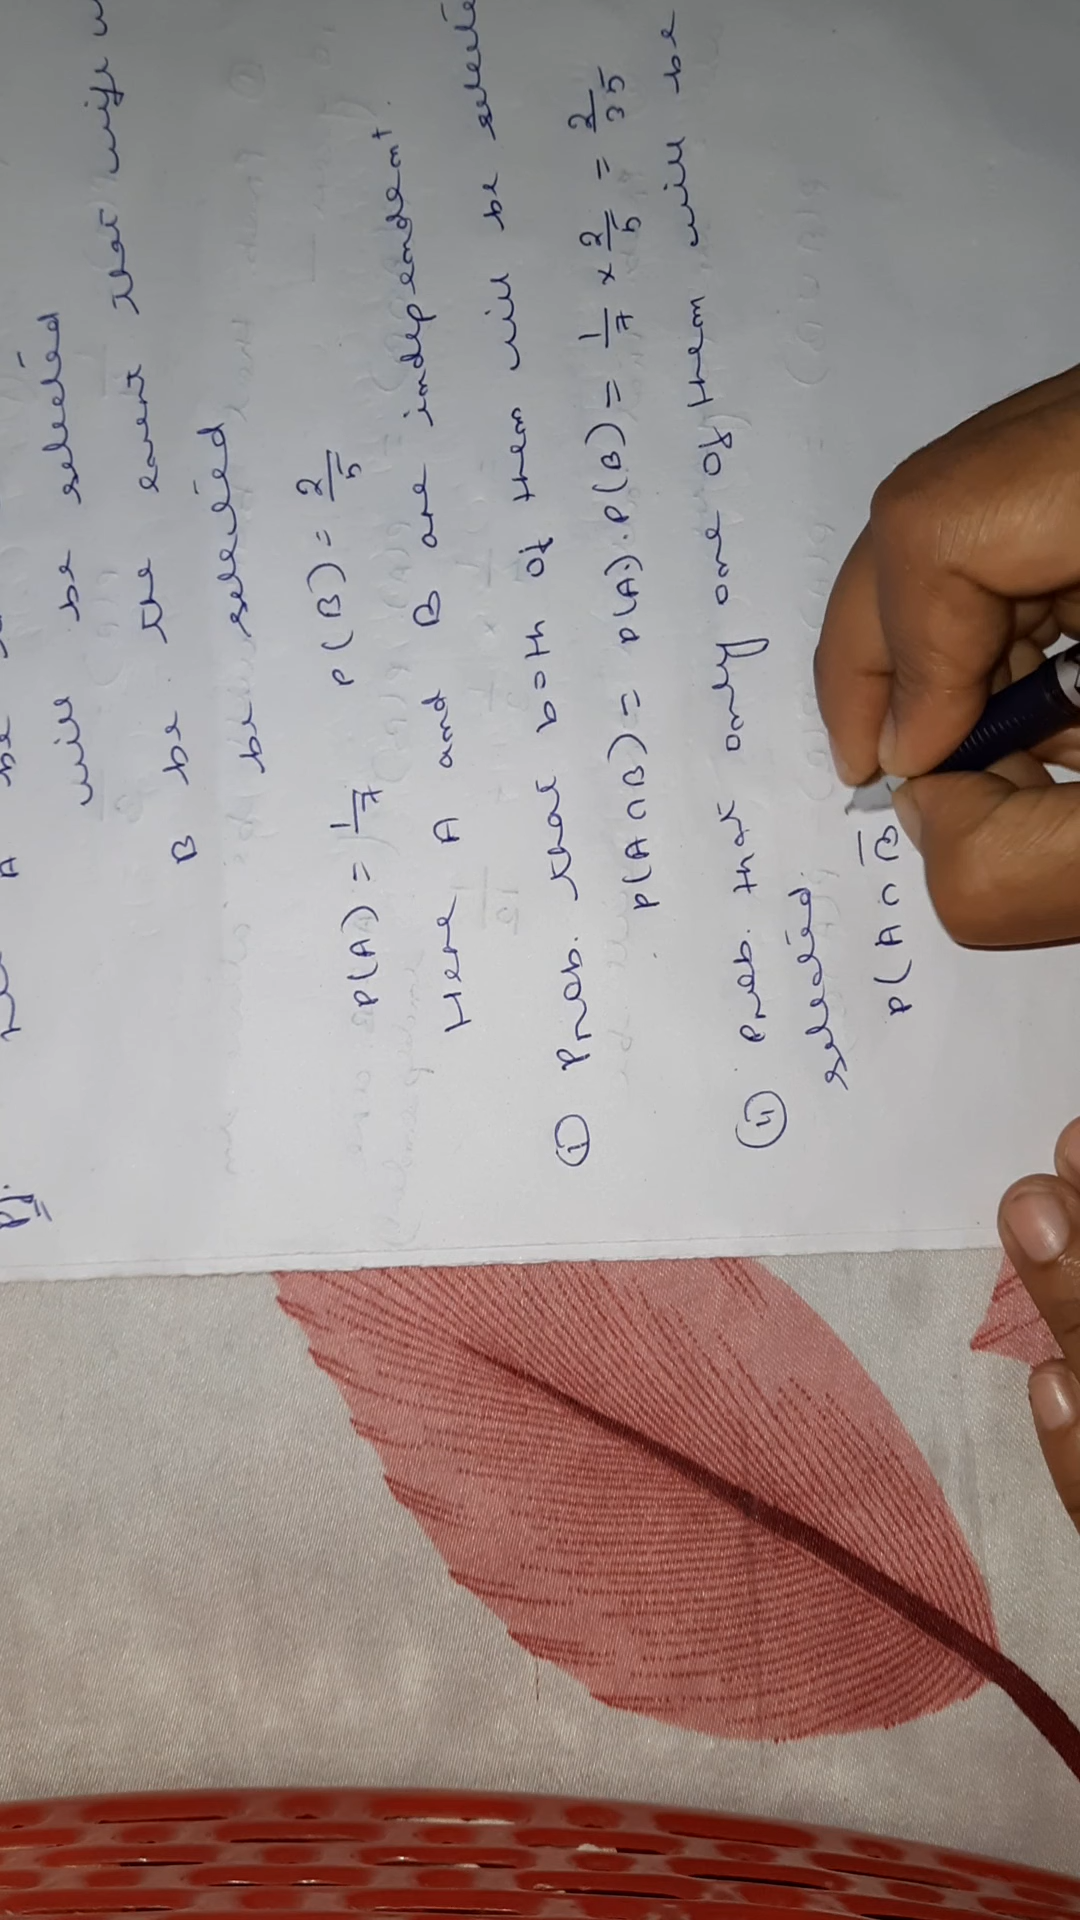 A be
will be selected
B be the event that wife
be selected
P(A) = 1/7 P(B) = 2/5
Here A and B are independent
(i) Prob. that both of them will be
P(A∩B) = P(A).P(B) = 1/7 × 2/5 = 2/35
(ii) Prob. that only one of them will be
selected.
P(A∩B̅